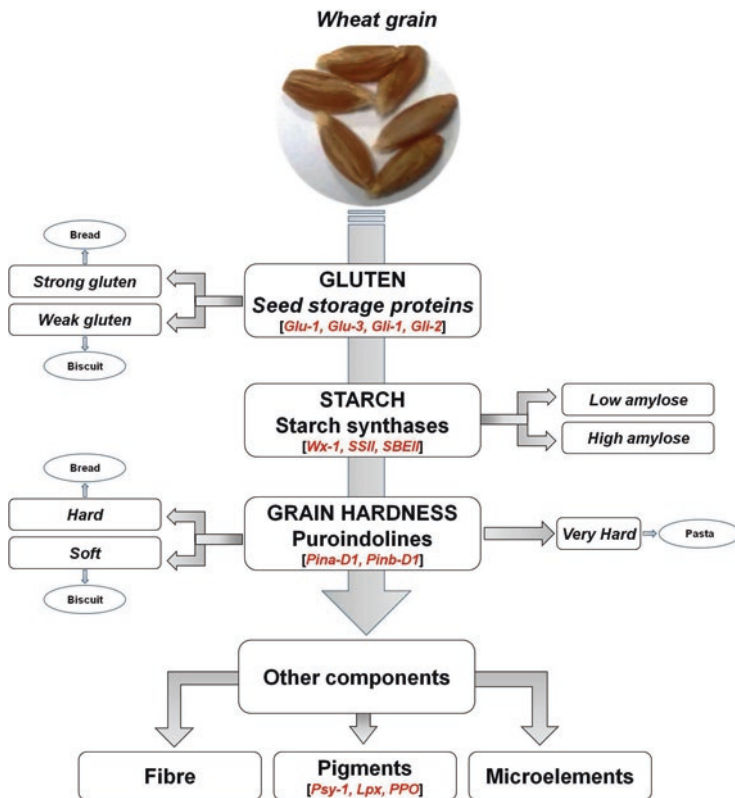 Wheat grain
Bread
Strong gluten
Weak gluten
Biscuit
GLUTEN
Seed storage proteins
[Glu-1, Glu-3, Gli-1, Gli-2]
STARCH
Starch synthases
[Wx-1, SSII, SBEII]
Low amylose
High amylose
Bread
Hard
Soft
Biscuit
GRAIN HARDNESS
Puroindolines
[Pina-D1, Pinb-D1]
Very Hard
Pasta
Other components
Fibre
Pigments
[Psy-1, Lpx, PPO]
Microelements